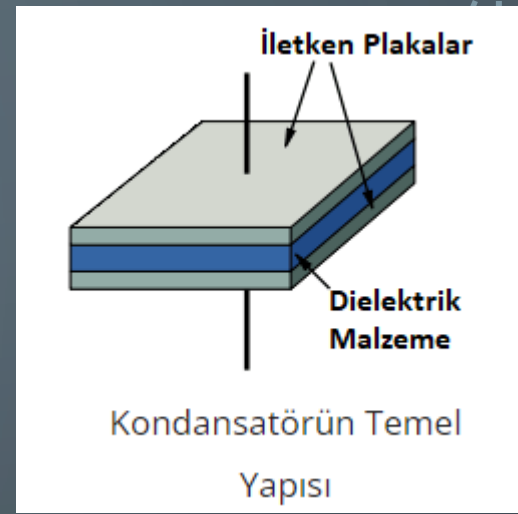 İletken Plakalar
Dielektrik
Malzeme
Kondansatörün Temel
Yapısı